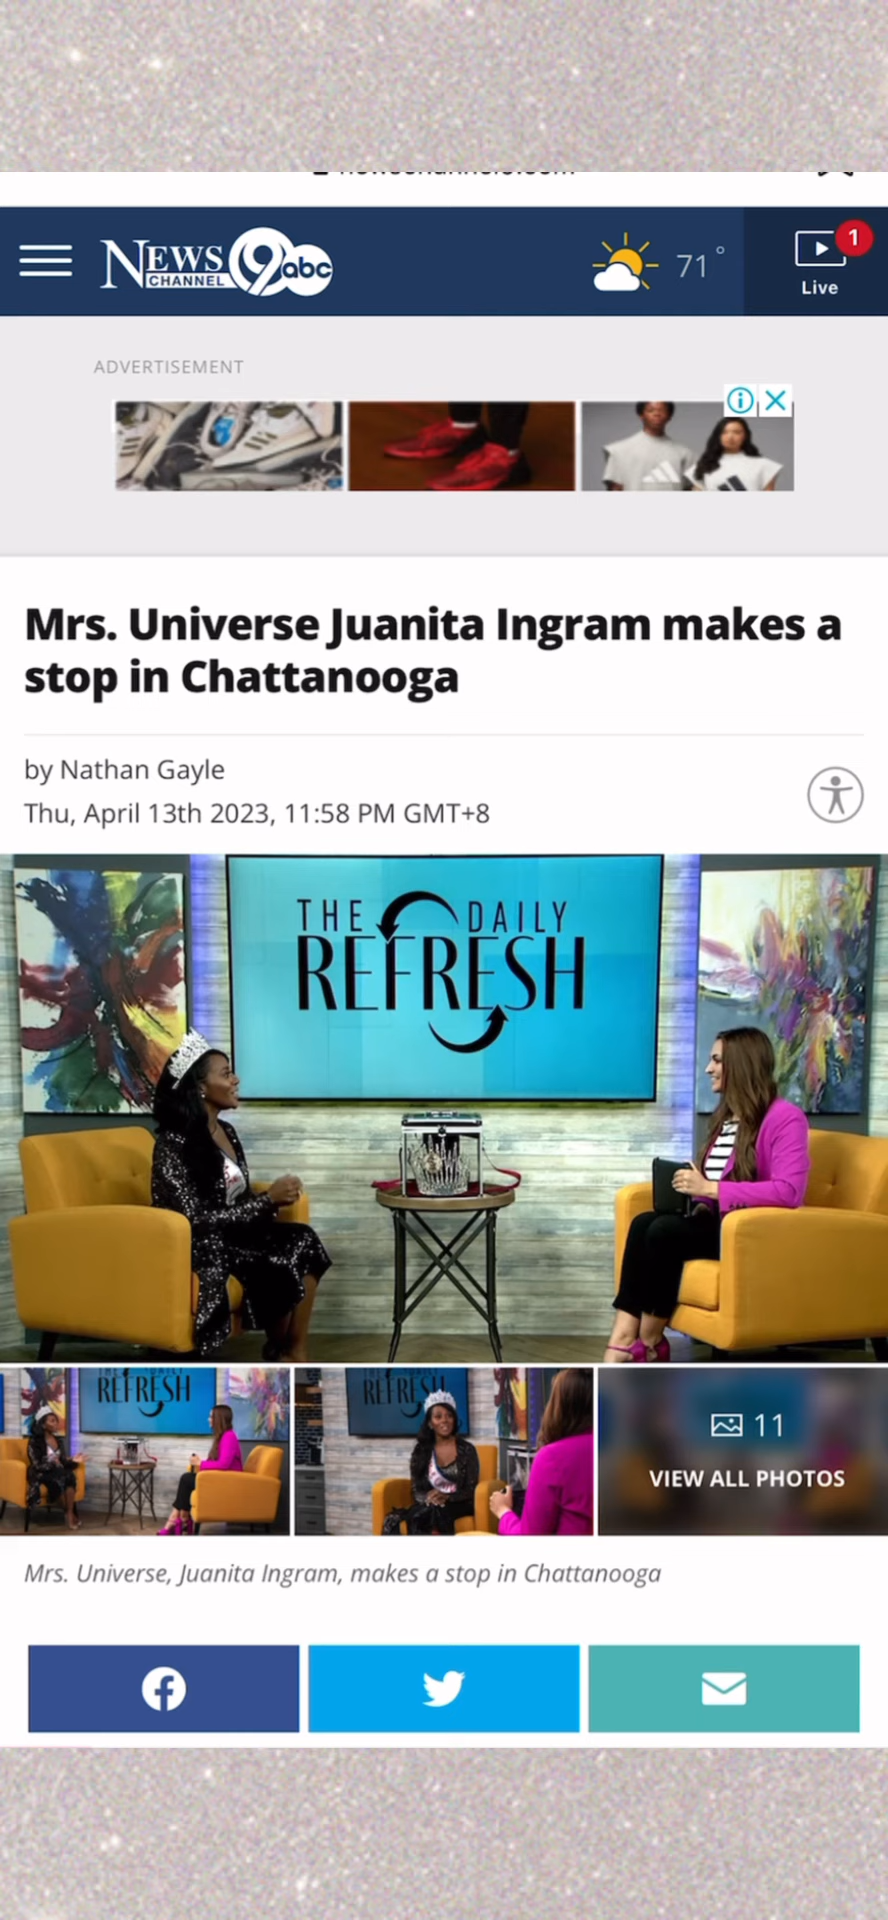 NEWS
CHANNEL
9
abc
71°
1
Live
ADVERTISEMENT
Mrs. Universe Juanita Ingram makes a
stop in Chattanooga
by Nathan Gayle
Thu, April 13th 2023, 11:58 PM GMT+8
THE DAILY
REFRESH
REFRESH
REFRESH
11
VIEW ALL PHOTOS
Mrs. Universe, Juanita Ingram, makes a stop in Chattanooga